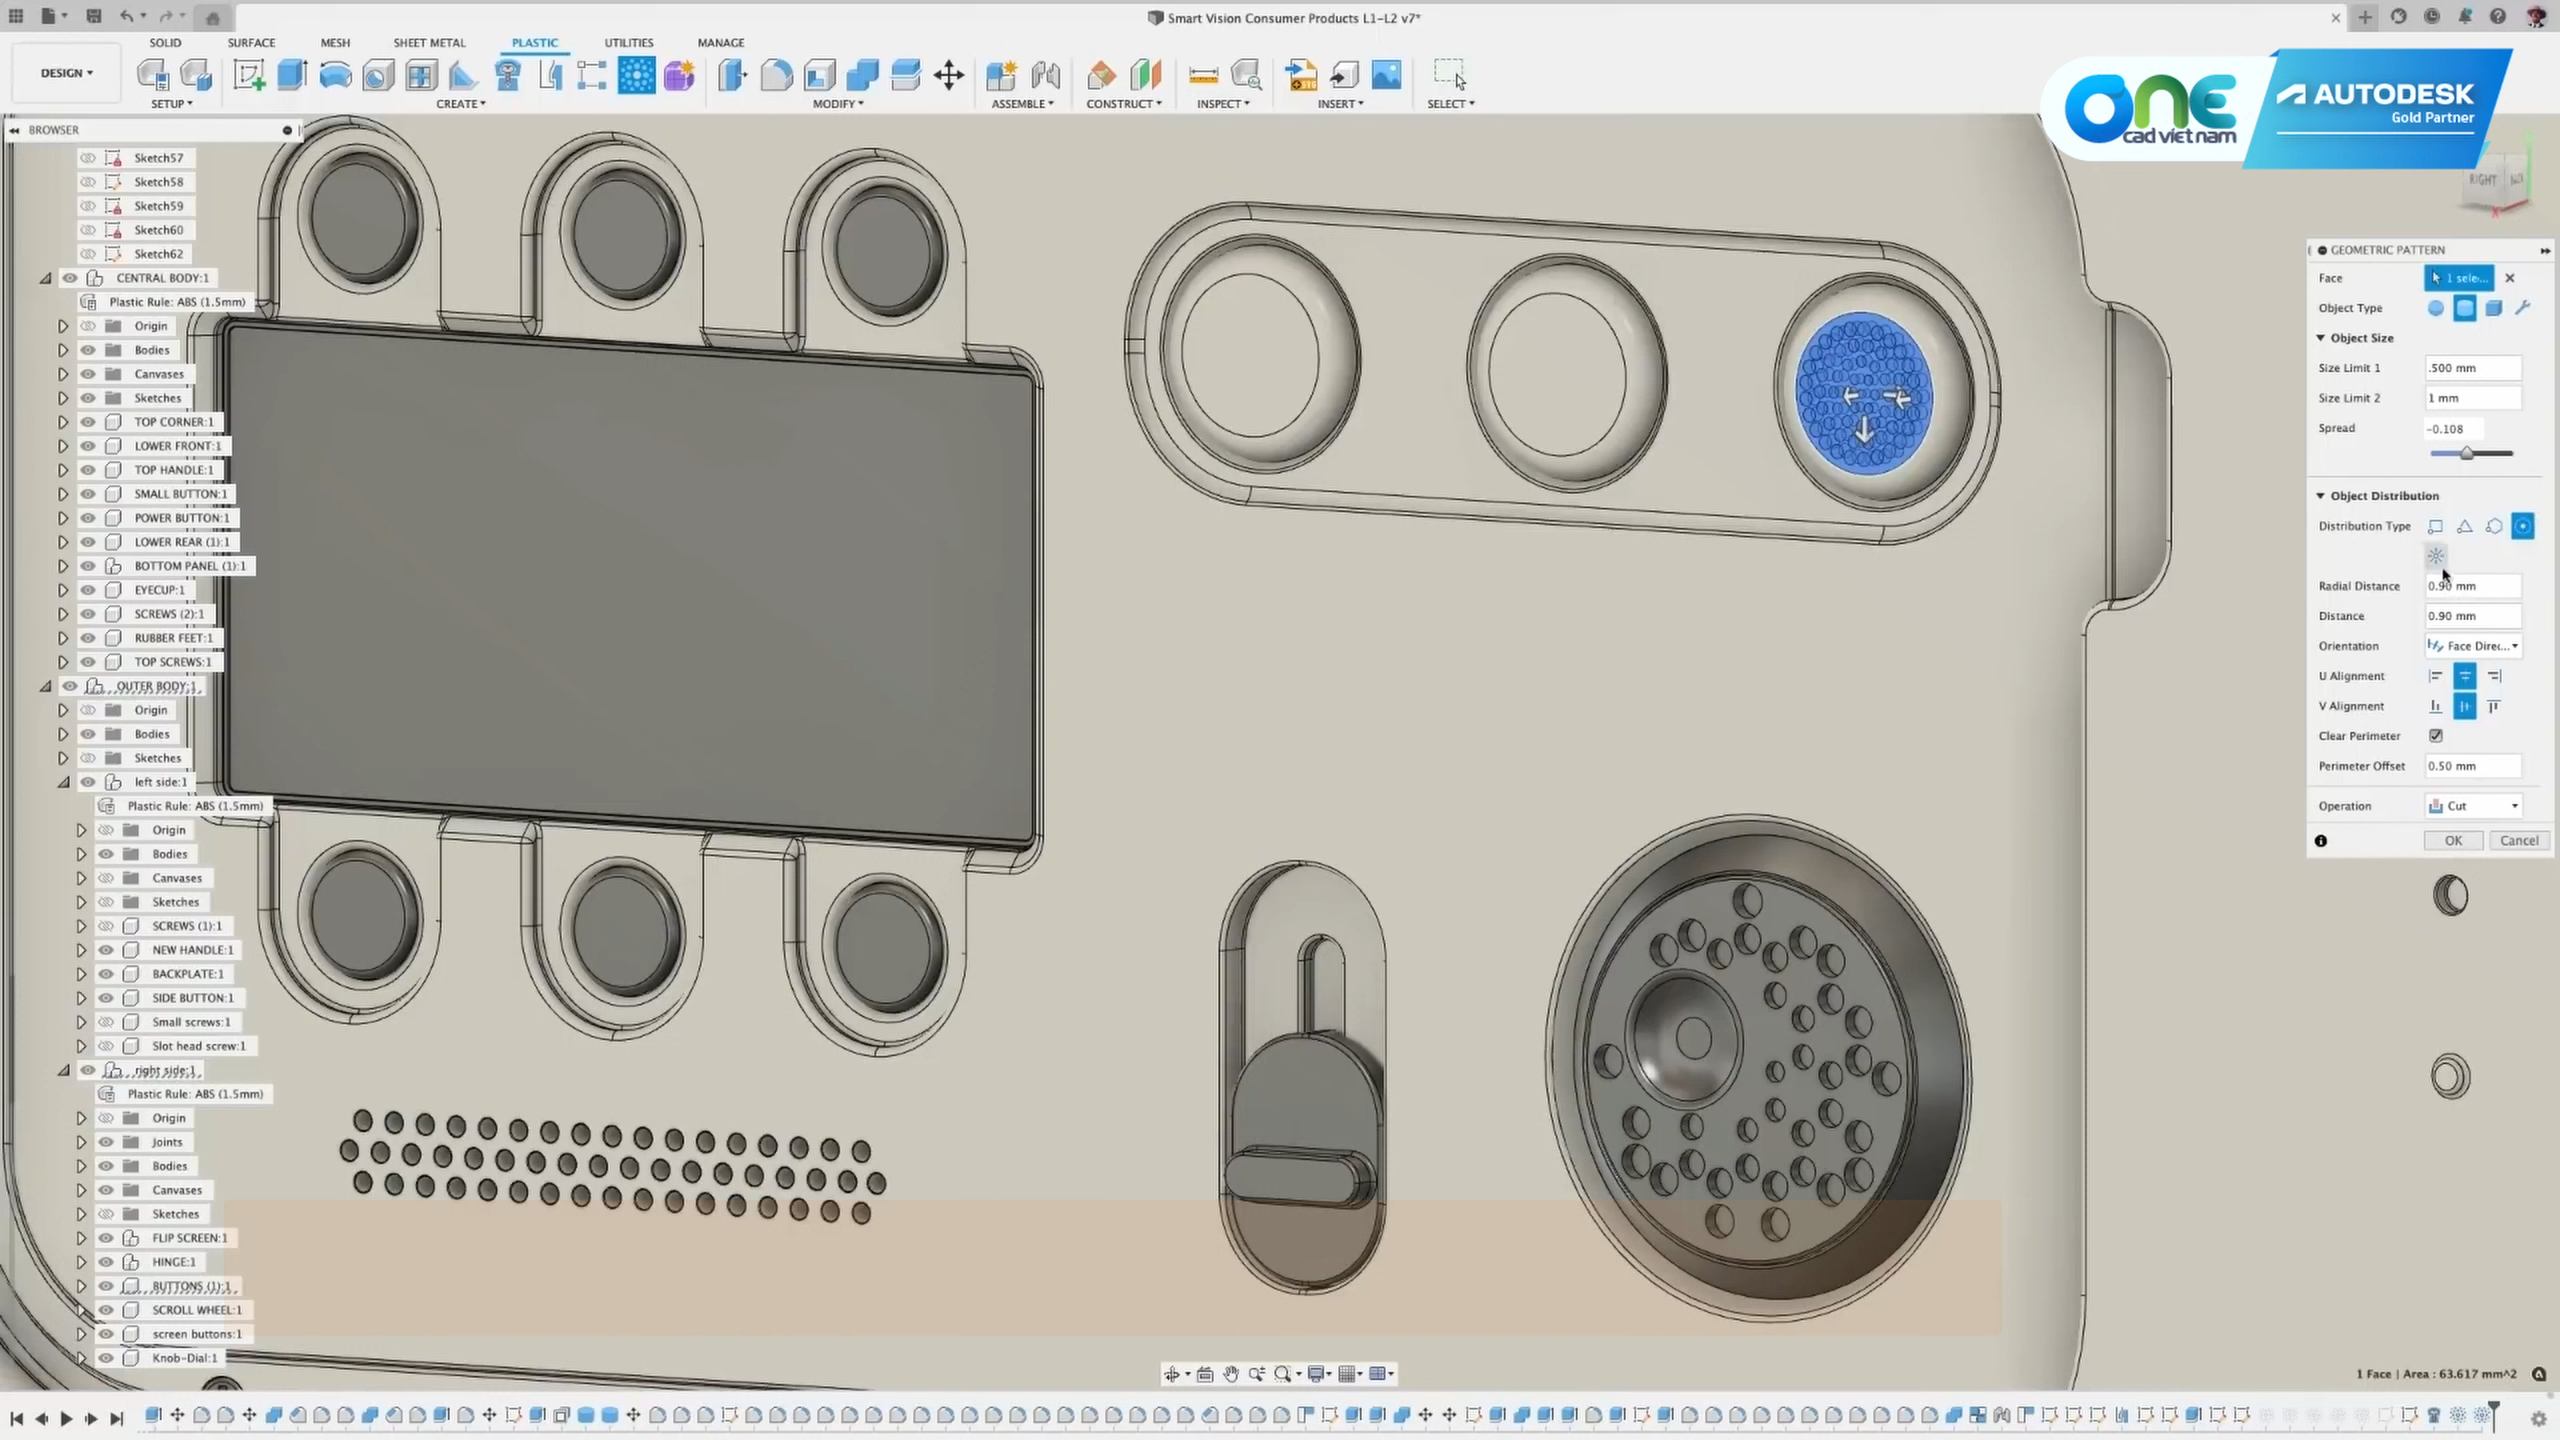 Smart Vision Consumer Products L1-L2 v7*
SOLID SURFACE MESH SHEET METAL PLASTIC UTILITIES MANAGE
DESIGN
SETUP CREATE MODIFY ASSEMBLE CONSTRUCT INSPECT INSERT SELECT
one
cad việt nam
AUTODESK
Gold Partner
RIGHT
BROWSER
Sketch57
Sketch58
Sketch59
Sketch60
Sketch62
CENTRAL BODY:1
Plastic Rule: ABS (1.5mm)
Origin
Bodies
Canvases
Sketches
TOP CORNER:1
LOWER FRONT:1
TOP HANDLE:1
SMALL BUTTON:1
POWER BUTTON:1
LOWER REAR (1):1
BOTTOM PANEL (1):1
EYECUP:1
SCREWS (2):1
RUBBER FEET:1
TOP SCREWS:1
OUTER BODY:1
Origin
Bodies
Sketches
left side:1
Plastic Rule: ABS (1.5mm)
Origin
Bodies
Canvases
Sketches
SCREWS (1):1
NEW HANDLE:1
BACKPLATE:1
SIDE BUTTON:1
Small screws:1
Slot head screw:1
right side:1
Plastic Rule: ABS (1.5mm)
Origin
Joints
Bodies
Canvases
Sketches
FLIP SCREEN:1
HINGE:1
BUTTONS (1):1
SCROLL WHEEL:1
screen buttons:1
Knob-Dial:1
GEOMETRIC PATTERN
Face 1 sele...
Object Type
Object Size
Size Limit 1 .500 mm
Size Limit 2 1 mm
Spread -0.108
Object Distribution
Distribution Type
Radial Distance 0.90 mm
Distance 0.90 mm
Orientation Face Direc...
U Alignment
V Alignment
Clear Perimeter
Perimeter Offset 0.50 mm
Operation Cut
OK Cancel
1 Face | Area : 63.617 mm^2